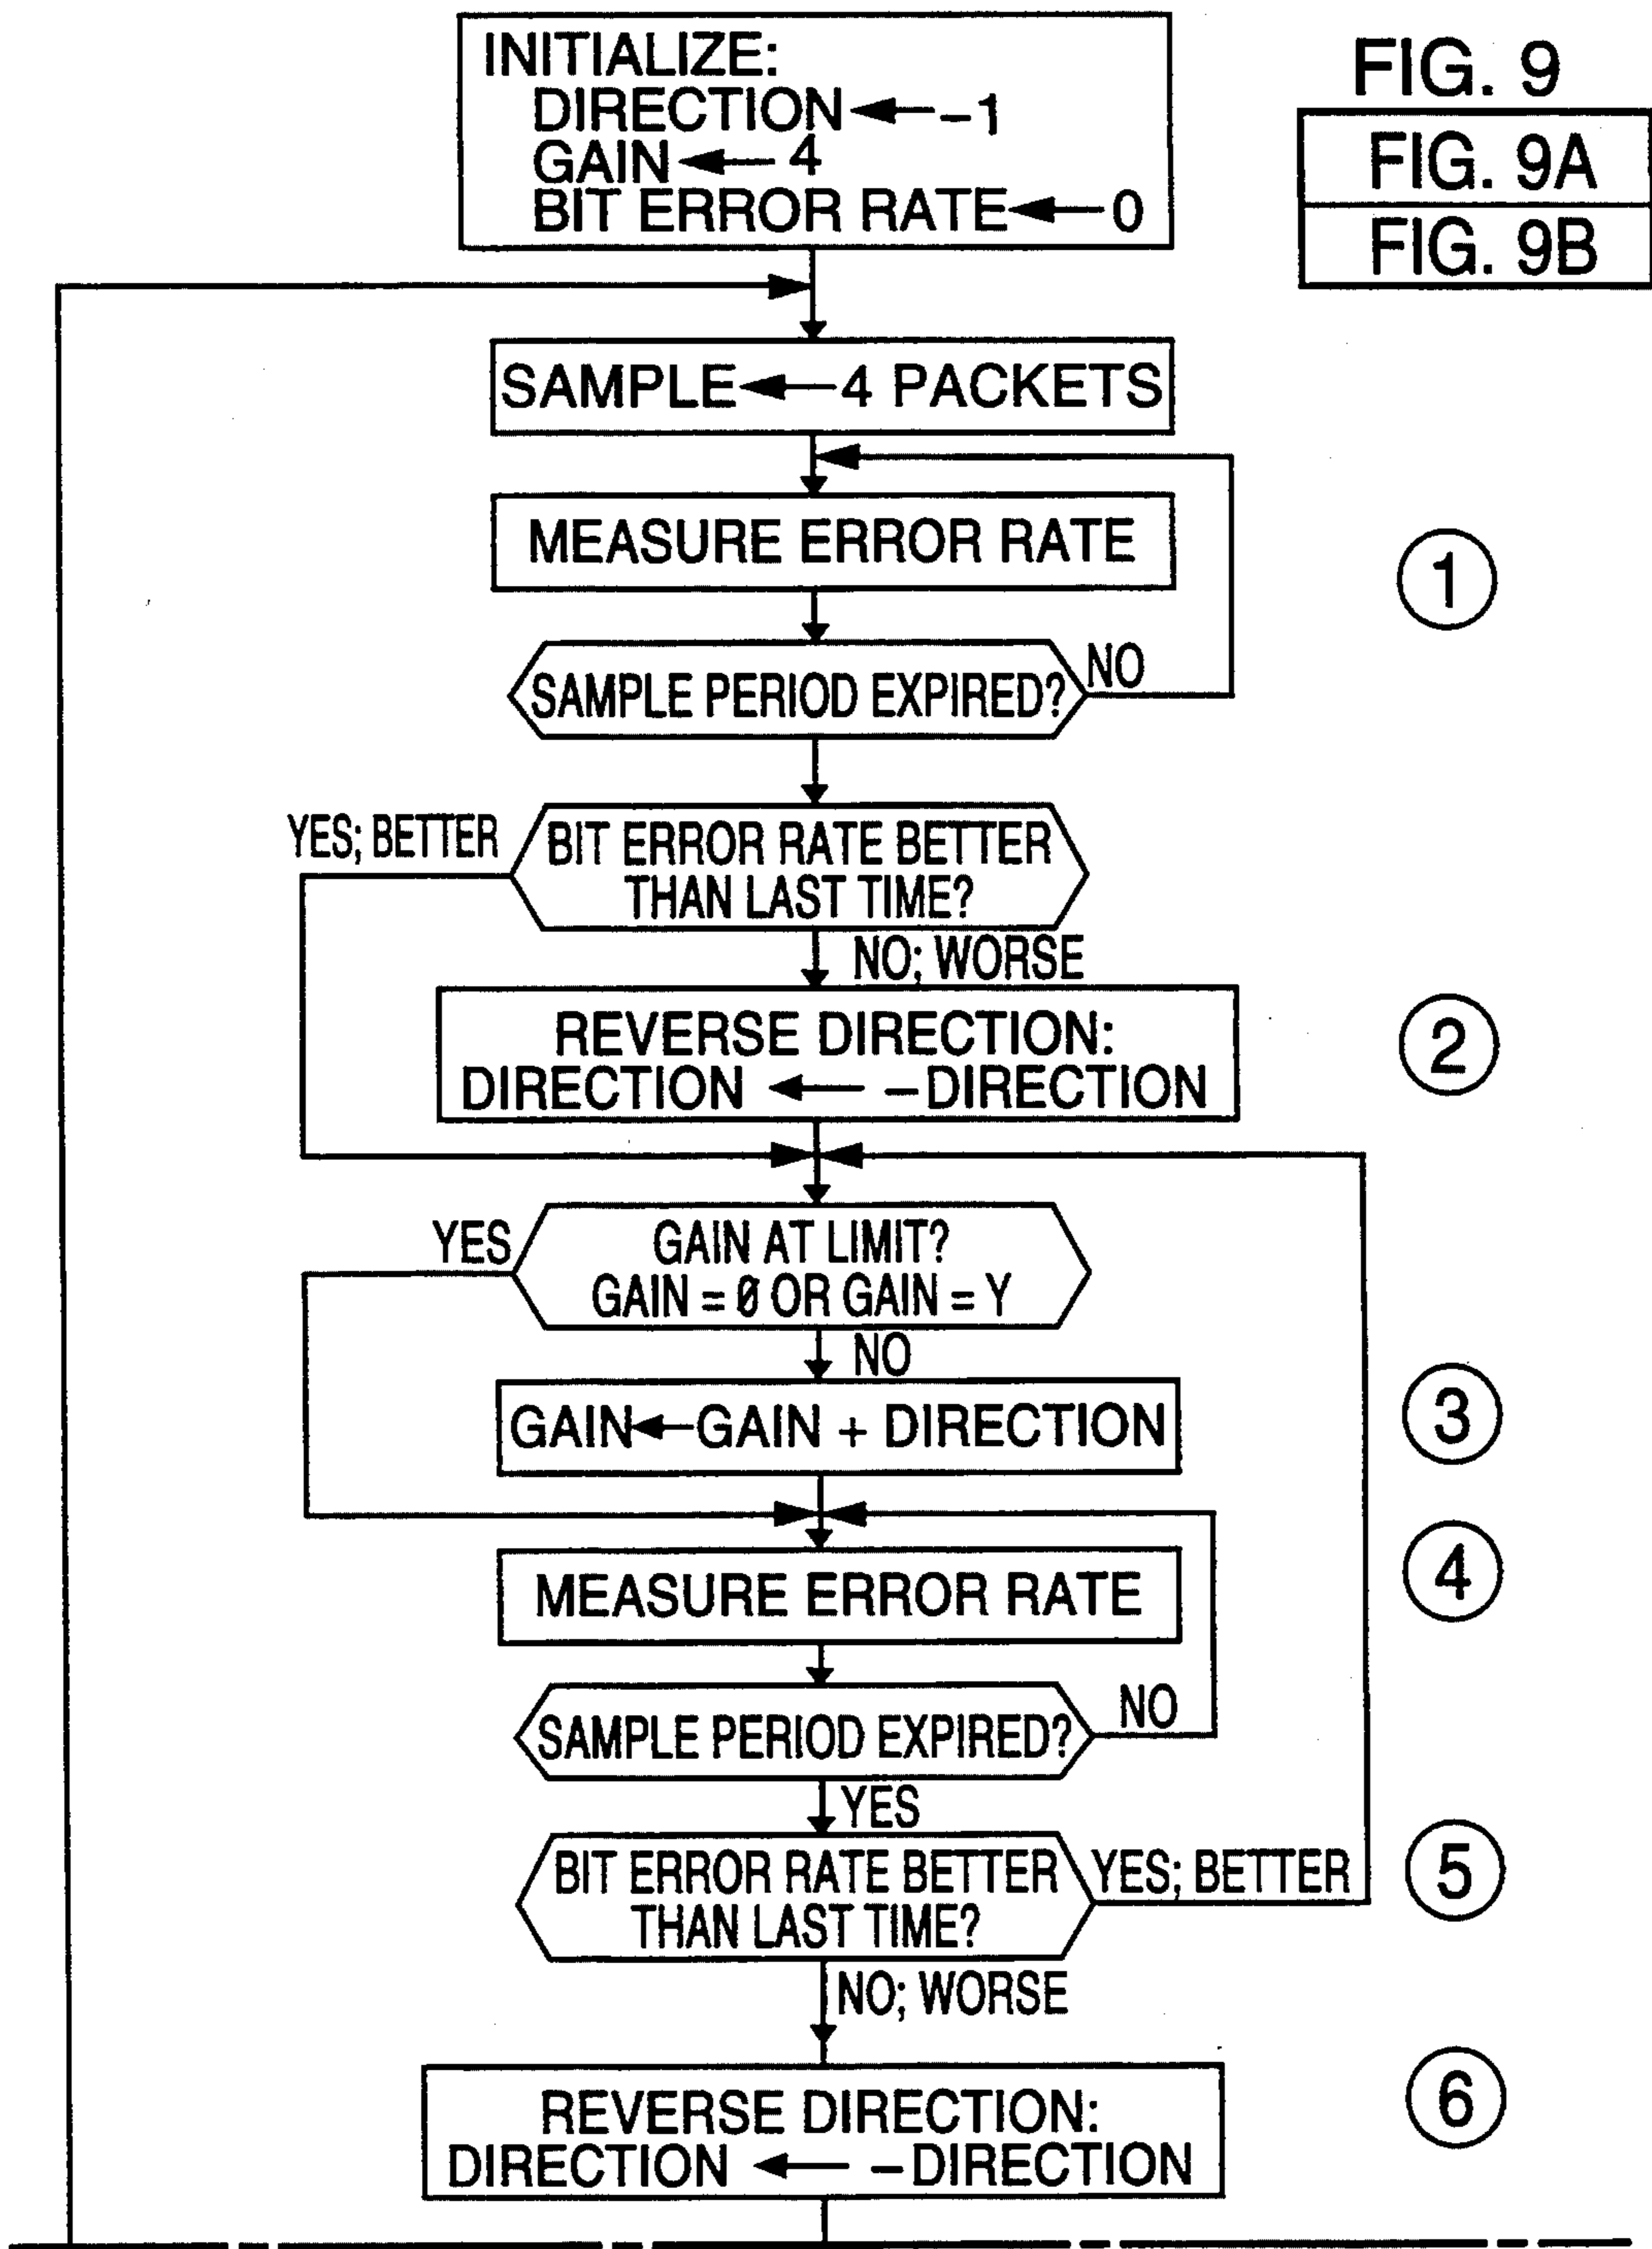 INITIALIZE:
DIRECTION ← –1
GAIN ← 4
BIT ERROR RATE ← 0
FIG. 9
FIG. 9A
FIG. 9B
SAMPLE ← 4 PACKETS
MEASURE ERROR RATE
1
SAMPLE PERIOD EXPIRED?
NO
YES; BETTER
BIT ERROR RATE BETTER
THAN LAST TIME?
NO; WORSE
REVERSE DIRECTION:
DIRECTION ← –DIRECTION
2
YES
GAIN AT LIMIT?
GAIN = 0 OR GAIN = Y
NO
GAIN ← GAIN + DIRECTION
3
MEASURE ERROR RATE
4
SAMPLE PERIOD EXPIRED?
NO
YES
BIT ERROR RATE BETTER
THAN LAST TIME?
YES; BETTER
5
NO; WORSE
REVERSE DIRECTION:
DIRECTION ← –DIRECTION
6